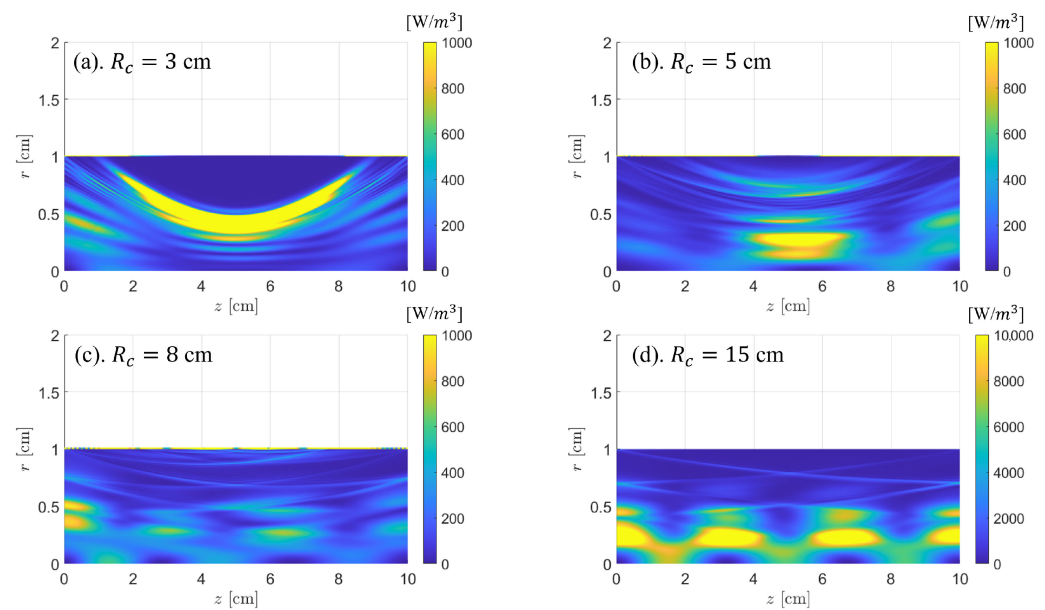 [W/m³]
(a). R_c = 3 cm
2
1.5
1
0.5
0
r [cm]
0 2 4 6 8 10
z [cm]
1000
800
600
400
200
0
[W/m³]
(b). R_c = 5 cm
2
1.5
1
0.5
0
r [cm]
0 2 4 6 8 10
z [cm]
1000
800
600
400
200
0
[W/m³]
(c). R_c = 8 cm
2
1.5
1
0.5
0
r [cm]
0 2 4 6 8 10
z [cm]
1000
800
600
400
200
0
[W/m³]
(d). R_c = 15 cm
2
1.5
1
0.5
0
r [cm]
0 2 4 6 8 10
z [cm]
10,000
8000
6000
4000
2000
0